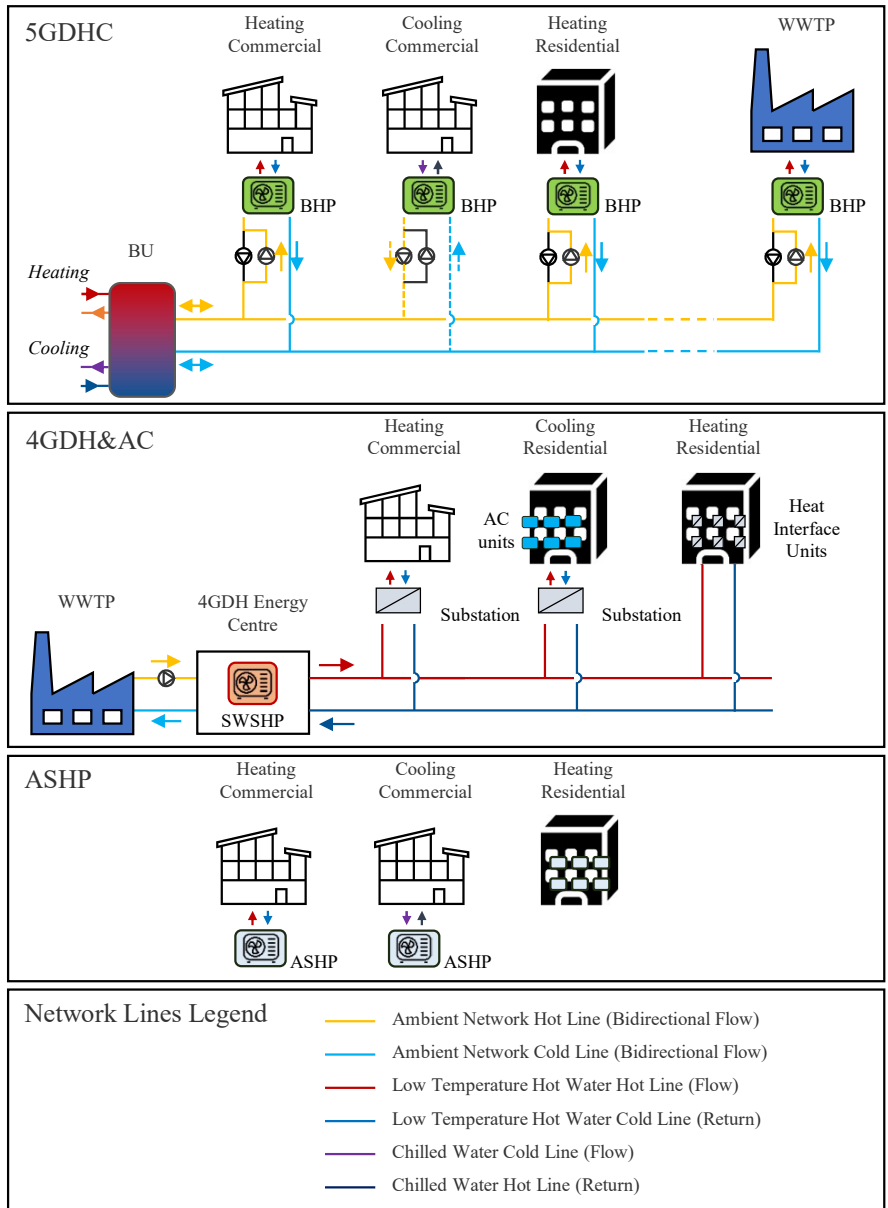 5GDHC
Heating
Commercial
Cooling
Commercial
Heating
Residential
WWTP
BHP
BHP
BHP
BHP
BU
Heating
Cooling
4GDH&AC
Heating
Commercial
Cooling
Residential
Heating
Residential
AC
units
Heat
Interface
Units
WWTP
4GDH Energy
Centre
Substation
Substation
SWSHP
ASHP
Heating
Commercial
Cooling
Commercial
Heating
Residential
ASHP
ASHP
Network Lines Legend
Ambient Network Hot Line (Bidirectional Flow)
Ambient Network Cold Line (Bidirectional Flow)
Low Temperature Hot Water Hot Line (Flow)
Low Temperature Hot Water Cold Line (Return)
Chilled Water Cold Line (Flow)
Chilled Water Hot Line (Return)